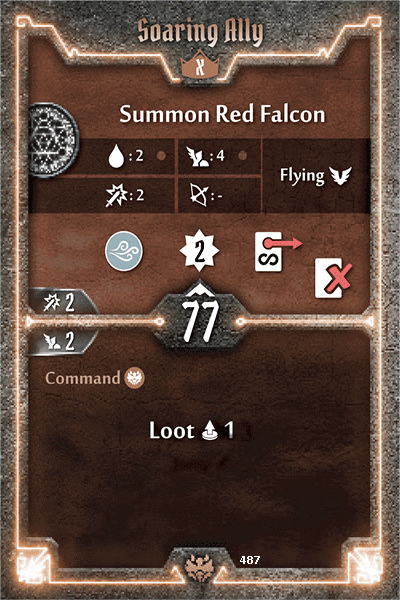 Soaring Ally
X
Summon Red Falcon
: 2
: 4
Flying
: 2
: -
2
2
77
2
Command
Loot 1
487